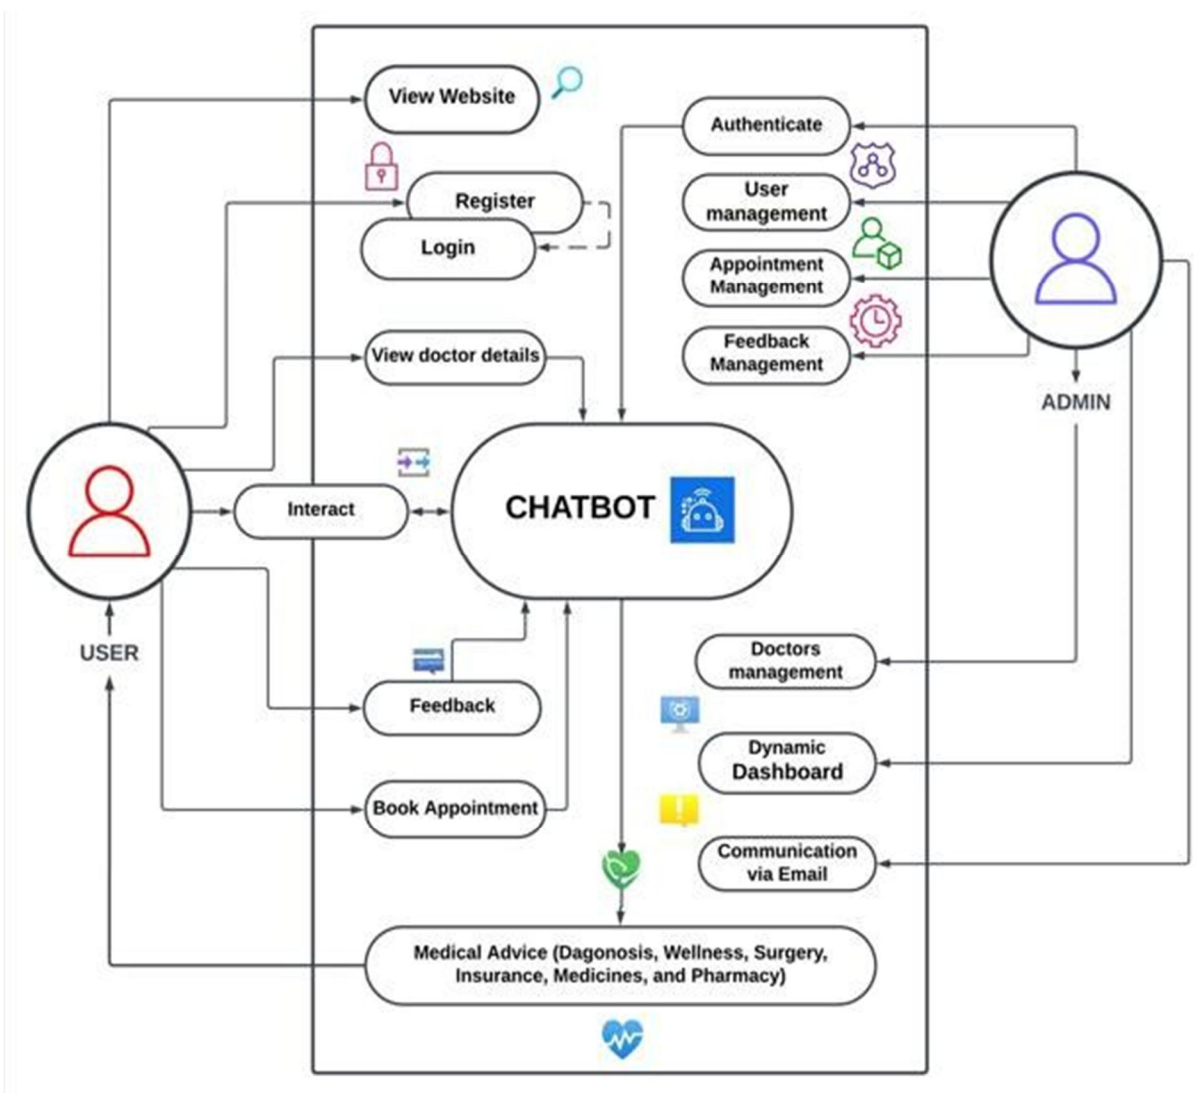 View Website
Authenticate
Register
User
management
Login
Appointment
Management
View doctor details
Feedback
Management
ADMIN
Interact
CHATBOT
USER
Doctors
management
Feedback
Dynamic
Dashboard
Book Appointment
Communication
via Email
Medical Advice (Dagonosis, Wellness, Surgery,
Insurance, Medicines, and Pharmacy)